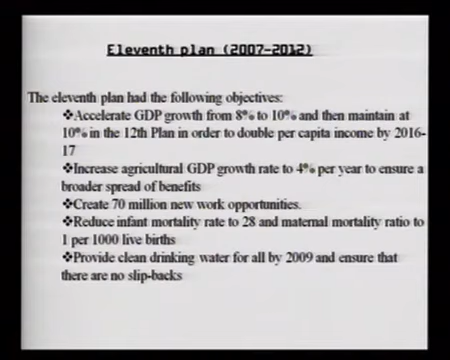 Eleventh plan (2007-2012)
The eleventh plan had the following objectives:
❖Accelerate GDP growth from 8% to 10% and then maintain at
10% in the 12th Plan in order to double per capita income by 2016-
17
❖Increase agricultural GDP growth rate to 4% per year to ensure a
broader spread of benefits
❖Create 70 million new work opportunities.
❖Reduce infant mortality rate to 28 and maternal mortality ratio to
1 per 1000 live births
❖Provide clean drinking water for all by 2009 and ensure that
there are no slip-backs